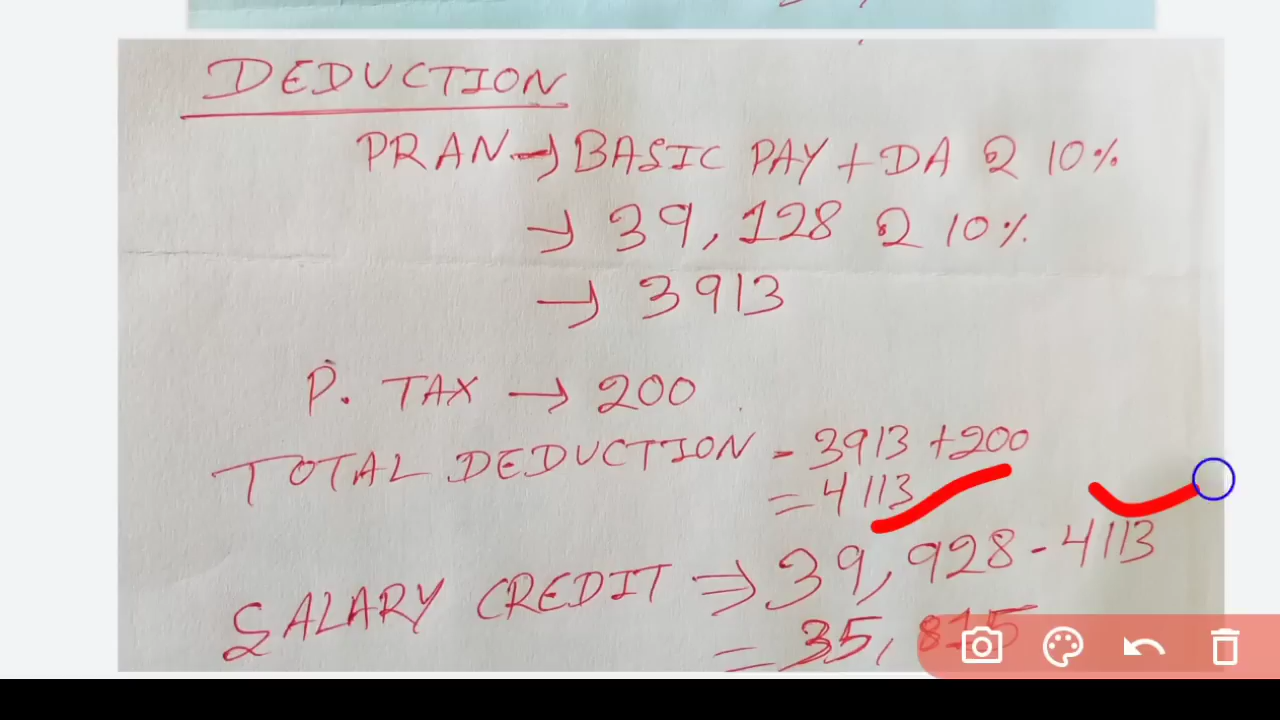 DEDUCTION
PRAN → BASIC PAY + DA @ 10%
→ 39,128 @ 10%
→ 3913
P. TAX → 200
TOTAL DEDUCTION - 3913 + 200
= 4113
SALARY CREDIT ⇒ 39,928 - 4113
= 35,815